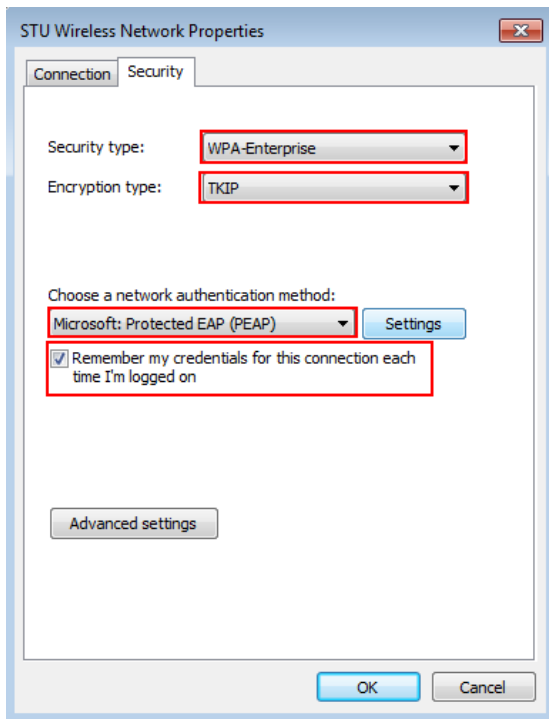 STU Wireless Network Properties
Connection Security
Security type: WPA-Enterprise
Encryption type: TKIP
Choose a network authentication method:
Microsoft: Protected EAP (PEAP) Settings
Remember my credentials for this connection each
time I'm logged on
Advanced settings
OK Cancel